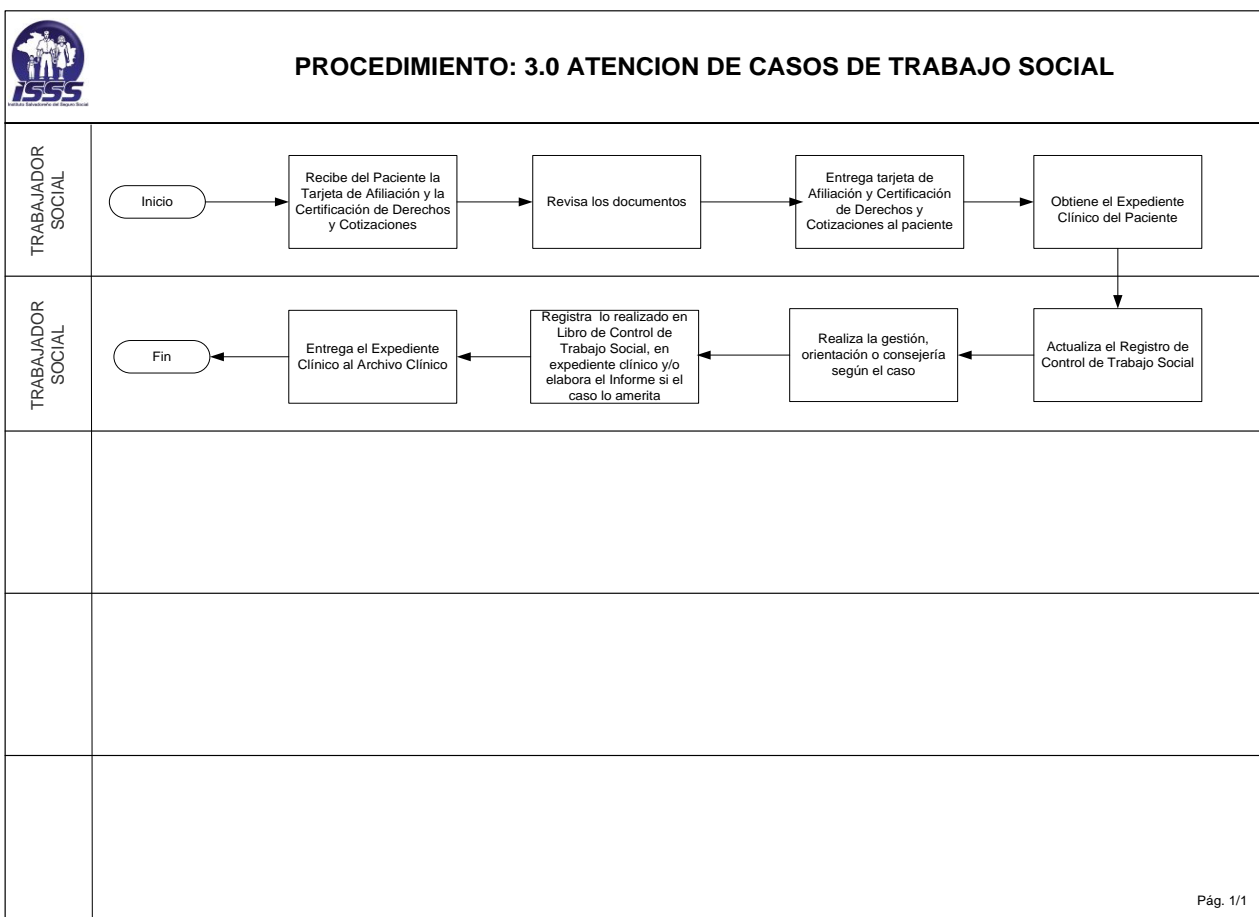 ISSS
Instituto Salvadoreño del Seguro Social
PROCEDIMIENTO: 3.0 ATENCION DE CASOS DE TRABAJO SOCIAL
TRABAJADOR
SOCIAL
Inicio
Recibe del Paciente la
Tarjeta de Afiliación y la
Certificación de Derechos
y Cotizaciones
Revisa los documentos
Entrega tarjeta de
Afiliación y Certificación
de Derechos y
Cotizaciones al paciente
Obtiene el Expediente
Clínico del Paciente
TRABAJADOR
SOCIAL
Fin
Entrega el Expediente
Clínico al Archivo Clínico
Registra lo realizado en
Libro de Control de
Trabajo Social, en
expediente clínico y/o
elabora el Informe si el
caso lo amerita
Realiza la gestión,
orientación o consejería
según el caso
Actualiza el Registro de
Control de Trabajo Social
Pág. 1/1